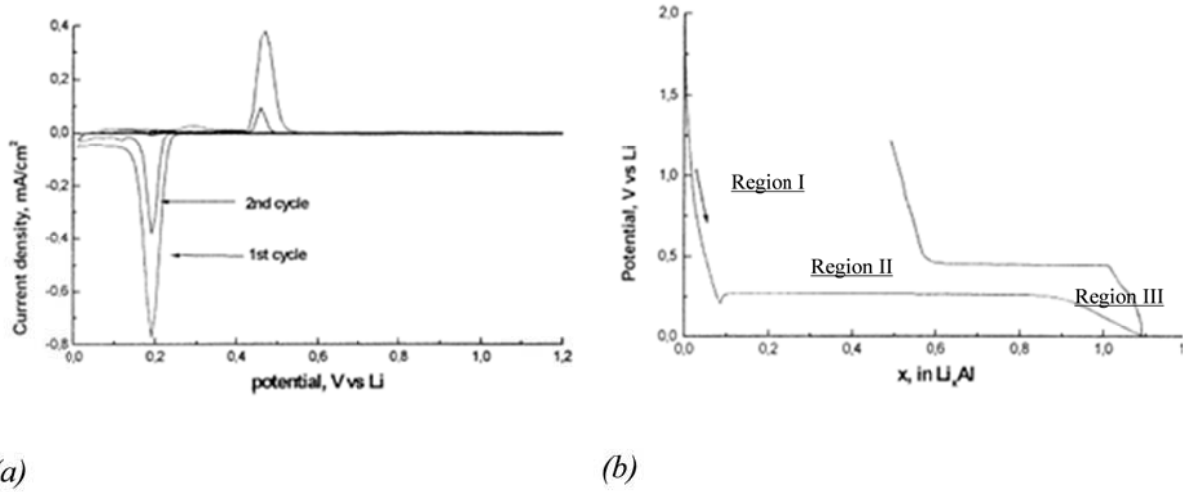 0,4
0,2
0,0
-0,2
-0,4
-0,6
-0,8
Current density, mA/cm²
2nd cycle
1st cycle
0,0 0,2 0,4 0,6 0,8 1,0 1,2
potential, V vs Li
(a)
2,0
1,5
1,0
0,5
0,0
Potential, V vs Li
Region I
Region II
Region III
0,0 0,2 0,4 0,6 0,8 1,0
x, in LiₓAl
(b)